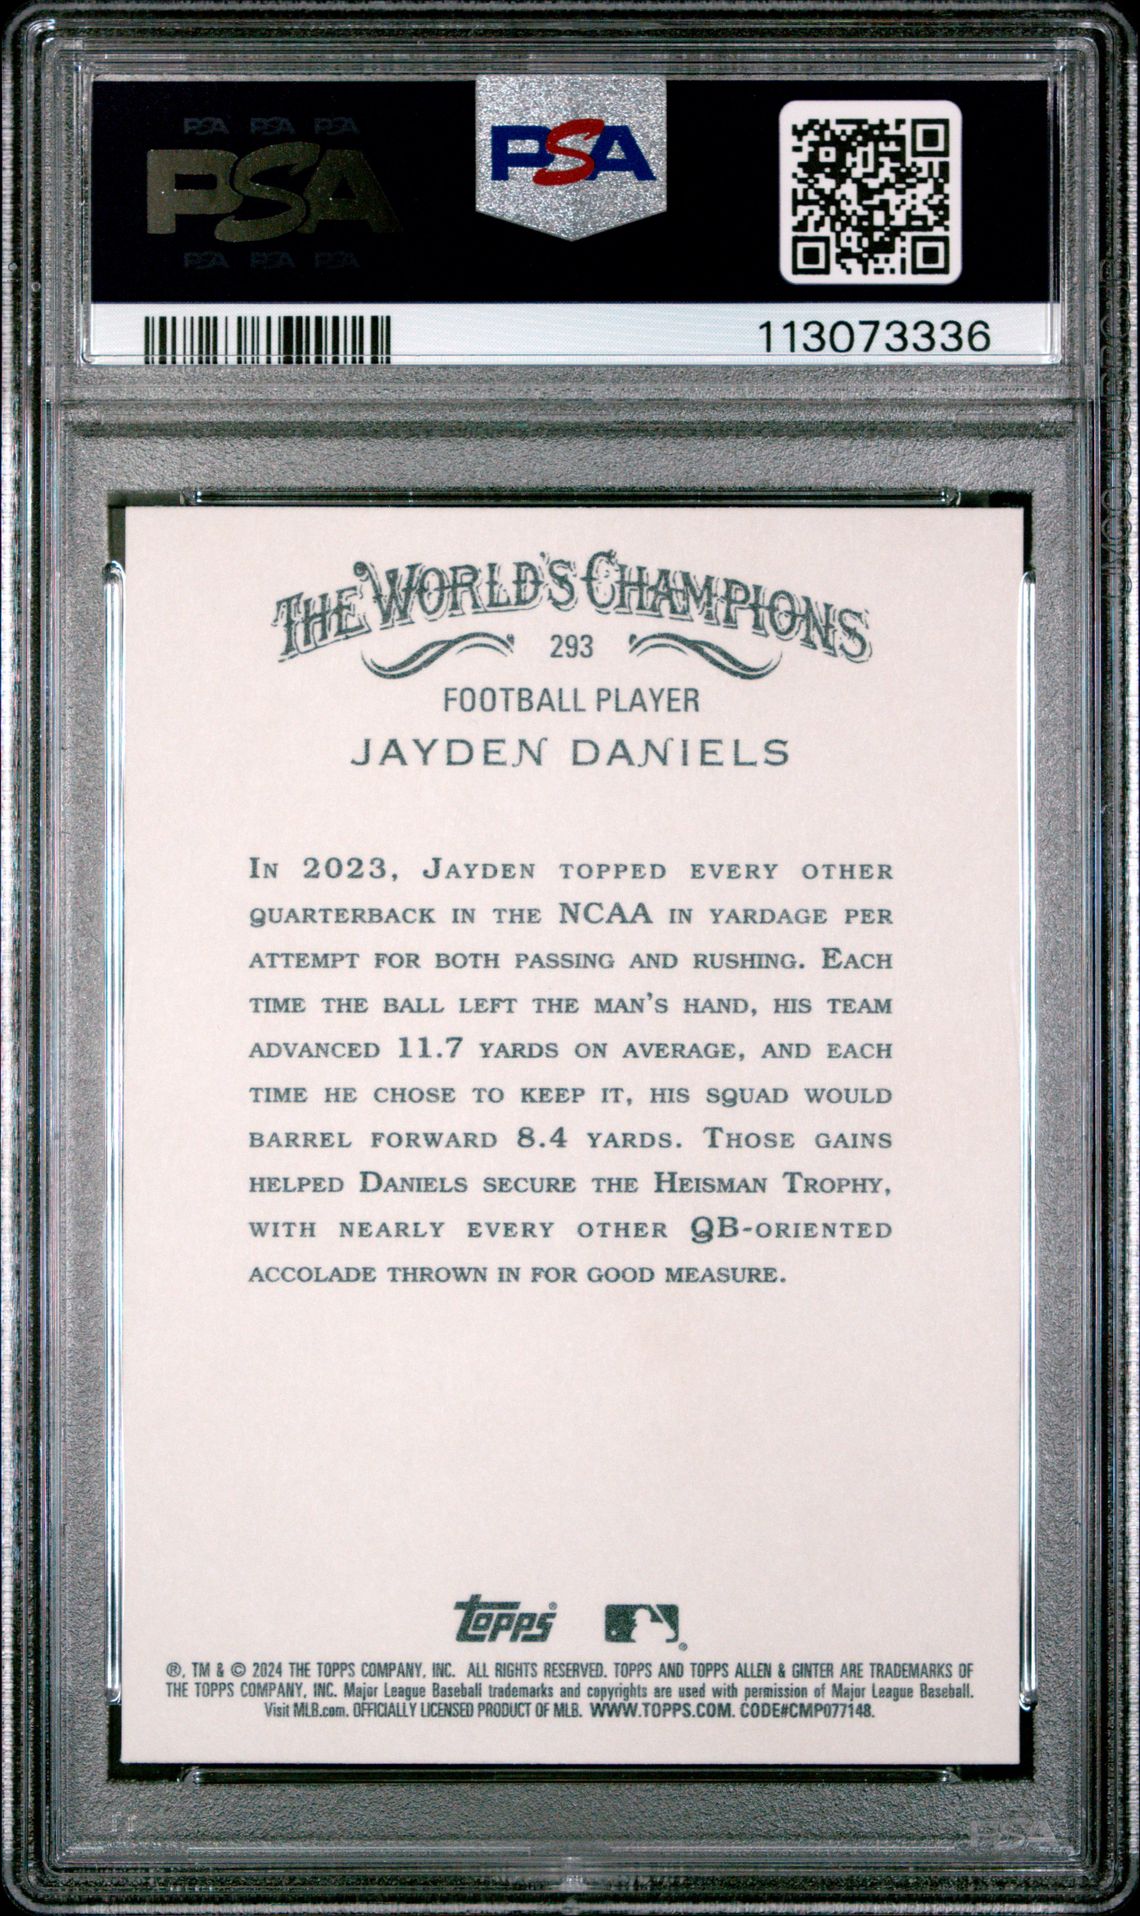 PSA PSA PSA
PSA
PSA PSA PSA
PSA
113073336
THE WORLD'S CHAMPIONS
293
FOOTBALL PLAYER
JAYDEN DANIELS
In 2023, Jayden topped every other
quarterback in the NCAA in yardage per
attempt for both passing and rushing. Each
time the ball left the man's hand, his team
advanced 11.7 yards on average, and each
time he chose to keep it, his squad would
barrel forward 8.4 yards. Those gains
helped Daniels secure the Heisman Trophy,
with nearly every other QB-oriented
accolade thrown in for good measure.
Topps®
®
®, TM & © 2024 THE TOPPS COMPANY, INC. ALL RIGHTS RESERVED. TOPPS AND TOPPS ALLEN & GINTER ARE TRADEMARKS OF
THE TOPPS COMPANY, INC. Major League Baseball trademarks and copyrights are used with permission of Major League Baseball.
Visit MLB.com. OFFICIALLY LICENSED PRODUCT OF MLB. WWW.TOPPS.COM. CODE#CMP077148.
PSA